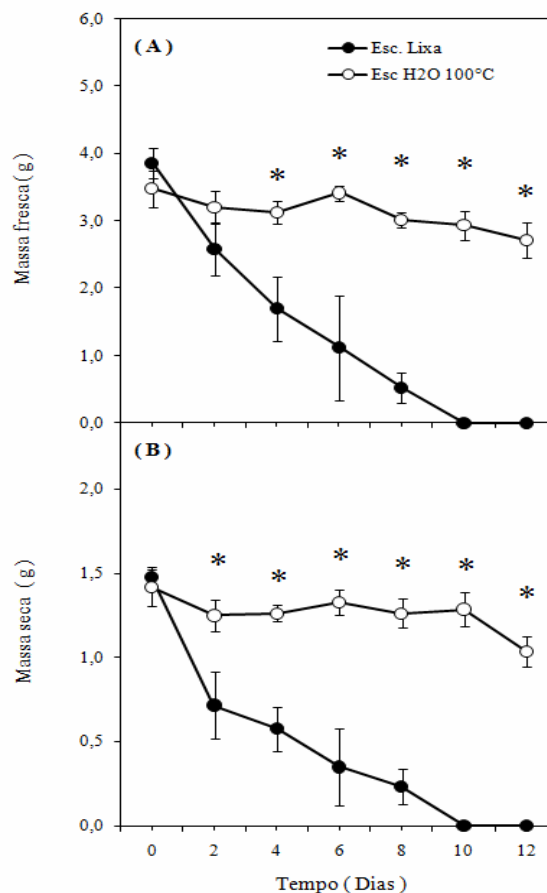 6,0
( A )
Esc. Lixa
Esc H2O 100°C
5,0
4,0
* * * * *
3,0
2,0
1,0
0,0
Massa fresca ( g )
( B )
2,0
* * * * * *
1,5
1,0
0,5
0,0
Massa seca ( g )
0 2 4 6 8 10 12
Tempo ( Dias )